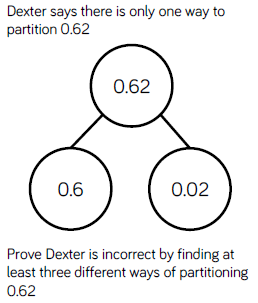 Dexter says there is only one way to
partition 0.62
0.62
0.6
0.02
Prove Dexter is incorrect by finding at
least three different ways of partitioning
0.62